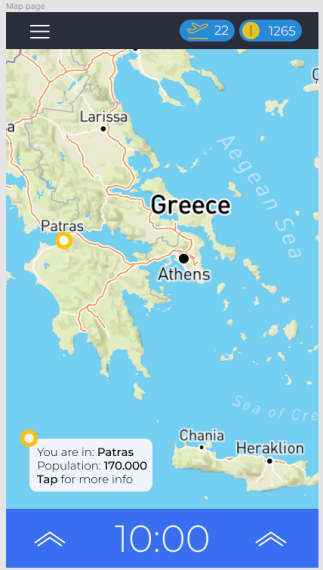 Map page
22
1265
Larissa
a
Aegean Sea
Greece
Patras
Athens
Sea of Cre
Chania
Heraklion
You are in: Patras
Population: 170.000
Tap for more info
10:00